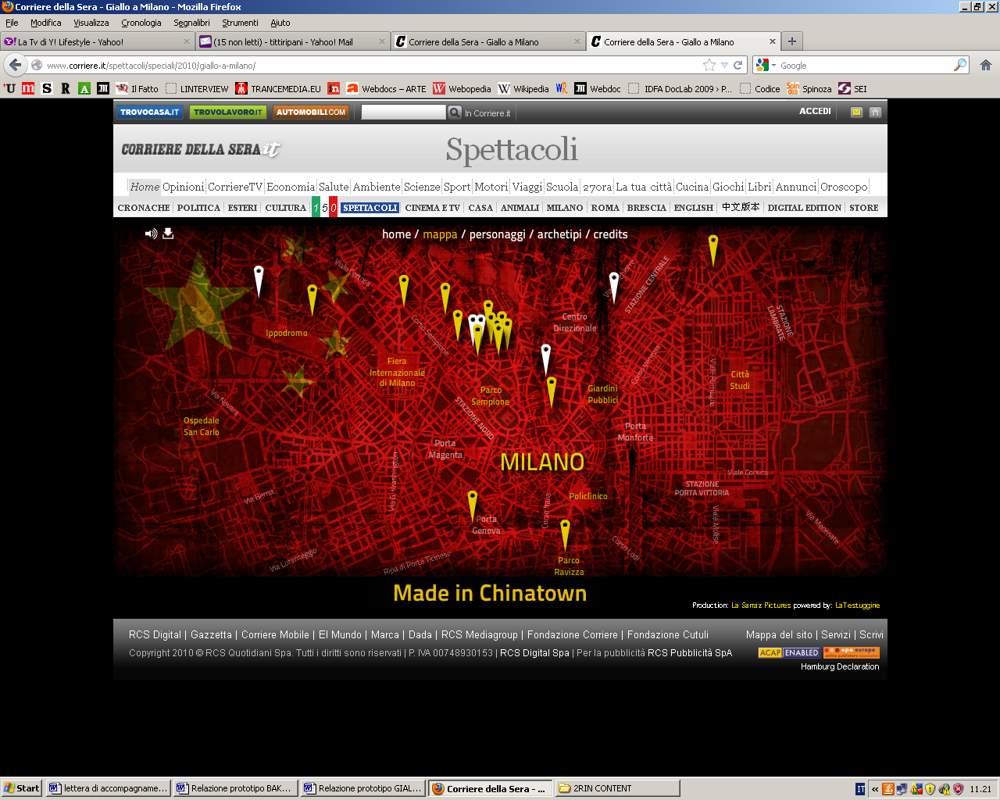 Corriere della Sera - Giallo a Milano - Mozilla Firefox
File Modifica Visualizza Cronologia Segnalibri Strumenti Aiuto
La Tv di Y! Lifestyle - Yahoo! (15 non letti) - tittiripani - Yahoo! Mail Corriere della Sera - Giallo a Milano Corriere della Sera - Giallo a Milano
www.corriere.it/spettacoli/speciali/2010/giallo-a-milano/ Google
Il Fatto LINTERVIEW TRANCEMEDIA.EU Webdocs – ARTE Webopedia Wikipedia Webdoc IDFA DocLab 2009 › P... Codice Spinoza SEI
TROVOCASA.IT TROVOLAVORO.IT AUTOMOBILI.COM In Corriere.it ACCEDI
CORRIERE DELLA SERA.it Spettacoli
Home Opinioni CorriereTV Economia Salute Ambiente Scienze Sport Motori Viaggi Scuola 27ora La tua città Cucina Giochi Libri Annunci Oroscopo
CRONACHE POLITICA ESTERI CULTURA 150 SPETTACOLI CINEMA E TV CASA ANIMALI MILANO ROMA BRESCIA ENGLISH 中文版本 DIGITAL EDITION STORE
home / mappa / personaggi / archetipi / credits
Viale Certosa
STAZIONE CENTRALE
STAZIONE LAMBRATE
Centro
Direzionale
Ippodromo
Corso Sempione
Corso Venezia
Viale Romagna
Fiera
Internazionale
di Milano
Città
Studi
Parco
Sempione
Giardini
Pubblici
Via Novara
STAZIONE NORD
Ospedale
San Carlo
Porta
Monforte
Porta
Magenta
MILANO
Via G. Washington
Viale Corsica
STAZIONE
PORTA VITTORIA
Via Berna
Corso Italia
Policlinico
Porta
Genova
Viale Molise
Via Mecenate
Corso Lodi
Via Lorenteggio
Ripa di Porta Ticinese
Parco
Ravizza
Made in Chinatown
Production: La Sarraz Pictures powered by: LaTestuggine
RCS Digital | Gazzetta | Corriere Mobile | El Mundo | Marca | Dada | RCS Mediagroup | Fondazione Corriere | Fondazione Cutuli Mappa del sito | Servizi | Scrivi
Copyright 2010 © RCS Quotidiani Spa. Tutti i diritti sono riservati | P. IVA 00748930153 | RCS Digital Spa | Per la pubblicità RCS Pubblicità SpA ACAP ENABLED opa europe
Hamburg Declaration
Start lettera di accompagname... Relazione prototipo BAK... Relazione prototipo GIAL... Corriere della Sera - ... 2RIN CONTENT IT « 11.21